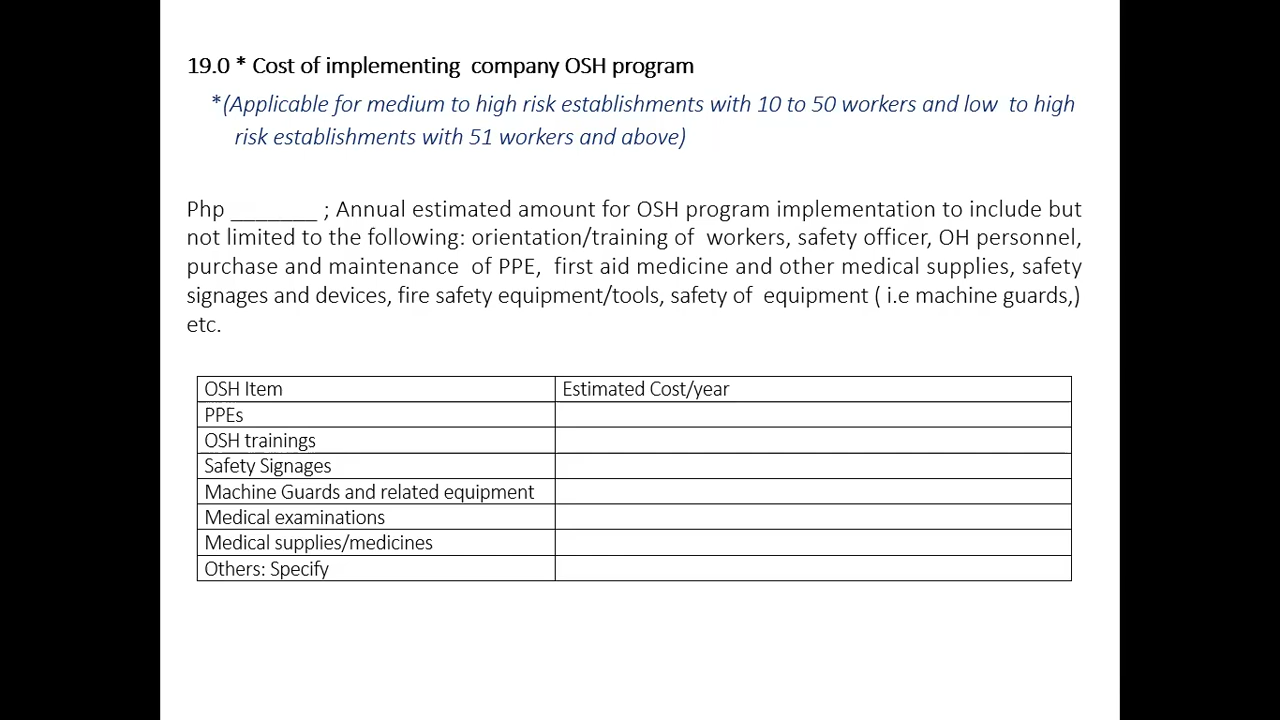 19.0 * Cost of implementing company OSH program
*(Applicable for medium to high risk establishments with 10 to 50 workers and low to high
risk establishments with 51 workers and above)
Php _______ ; Annual estimated amount for OSH program implementation to include but
not limited to the following: orientation/training of workers, safety officer, OH personnel,
purchase and maintenance of PPE, first aid medicine and other medical supplies, safety
signages and devices, fire safety equipment/tools, safety of equipment ( i.e machine guards,)
etc.
OSH Item Estimated Cost/year
PPEs
OSH trainings
Safety Signages
Machine Guards and related equipment
Medical examinations
Medical supplies/medicines
Others: Specify